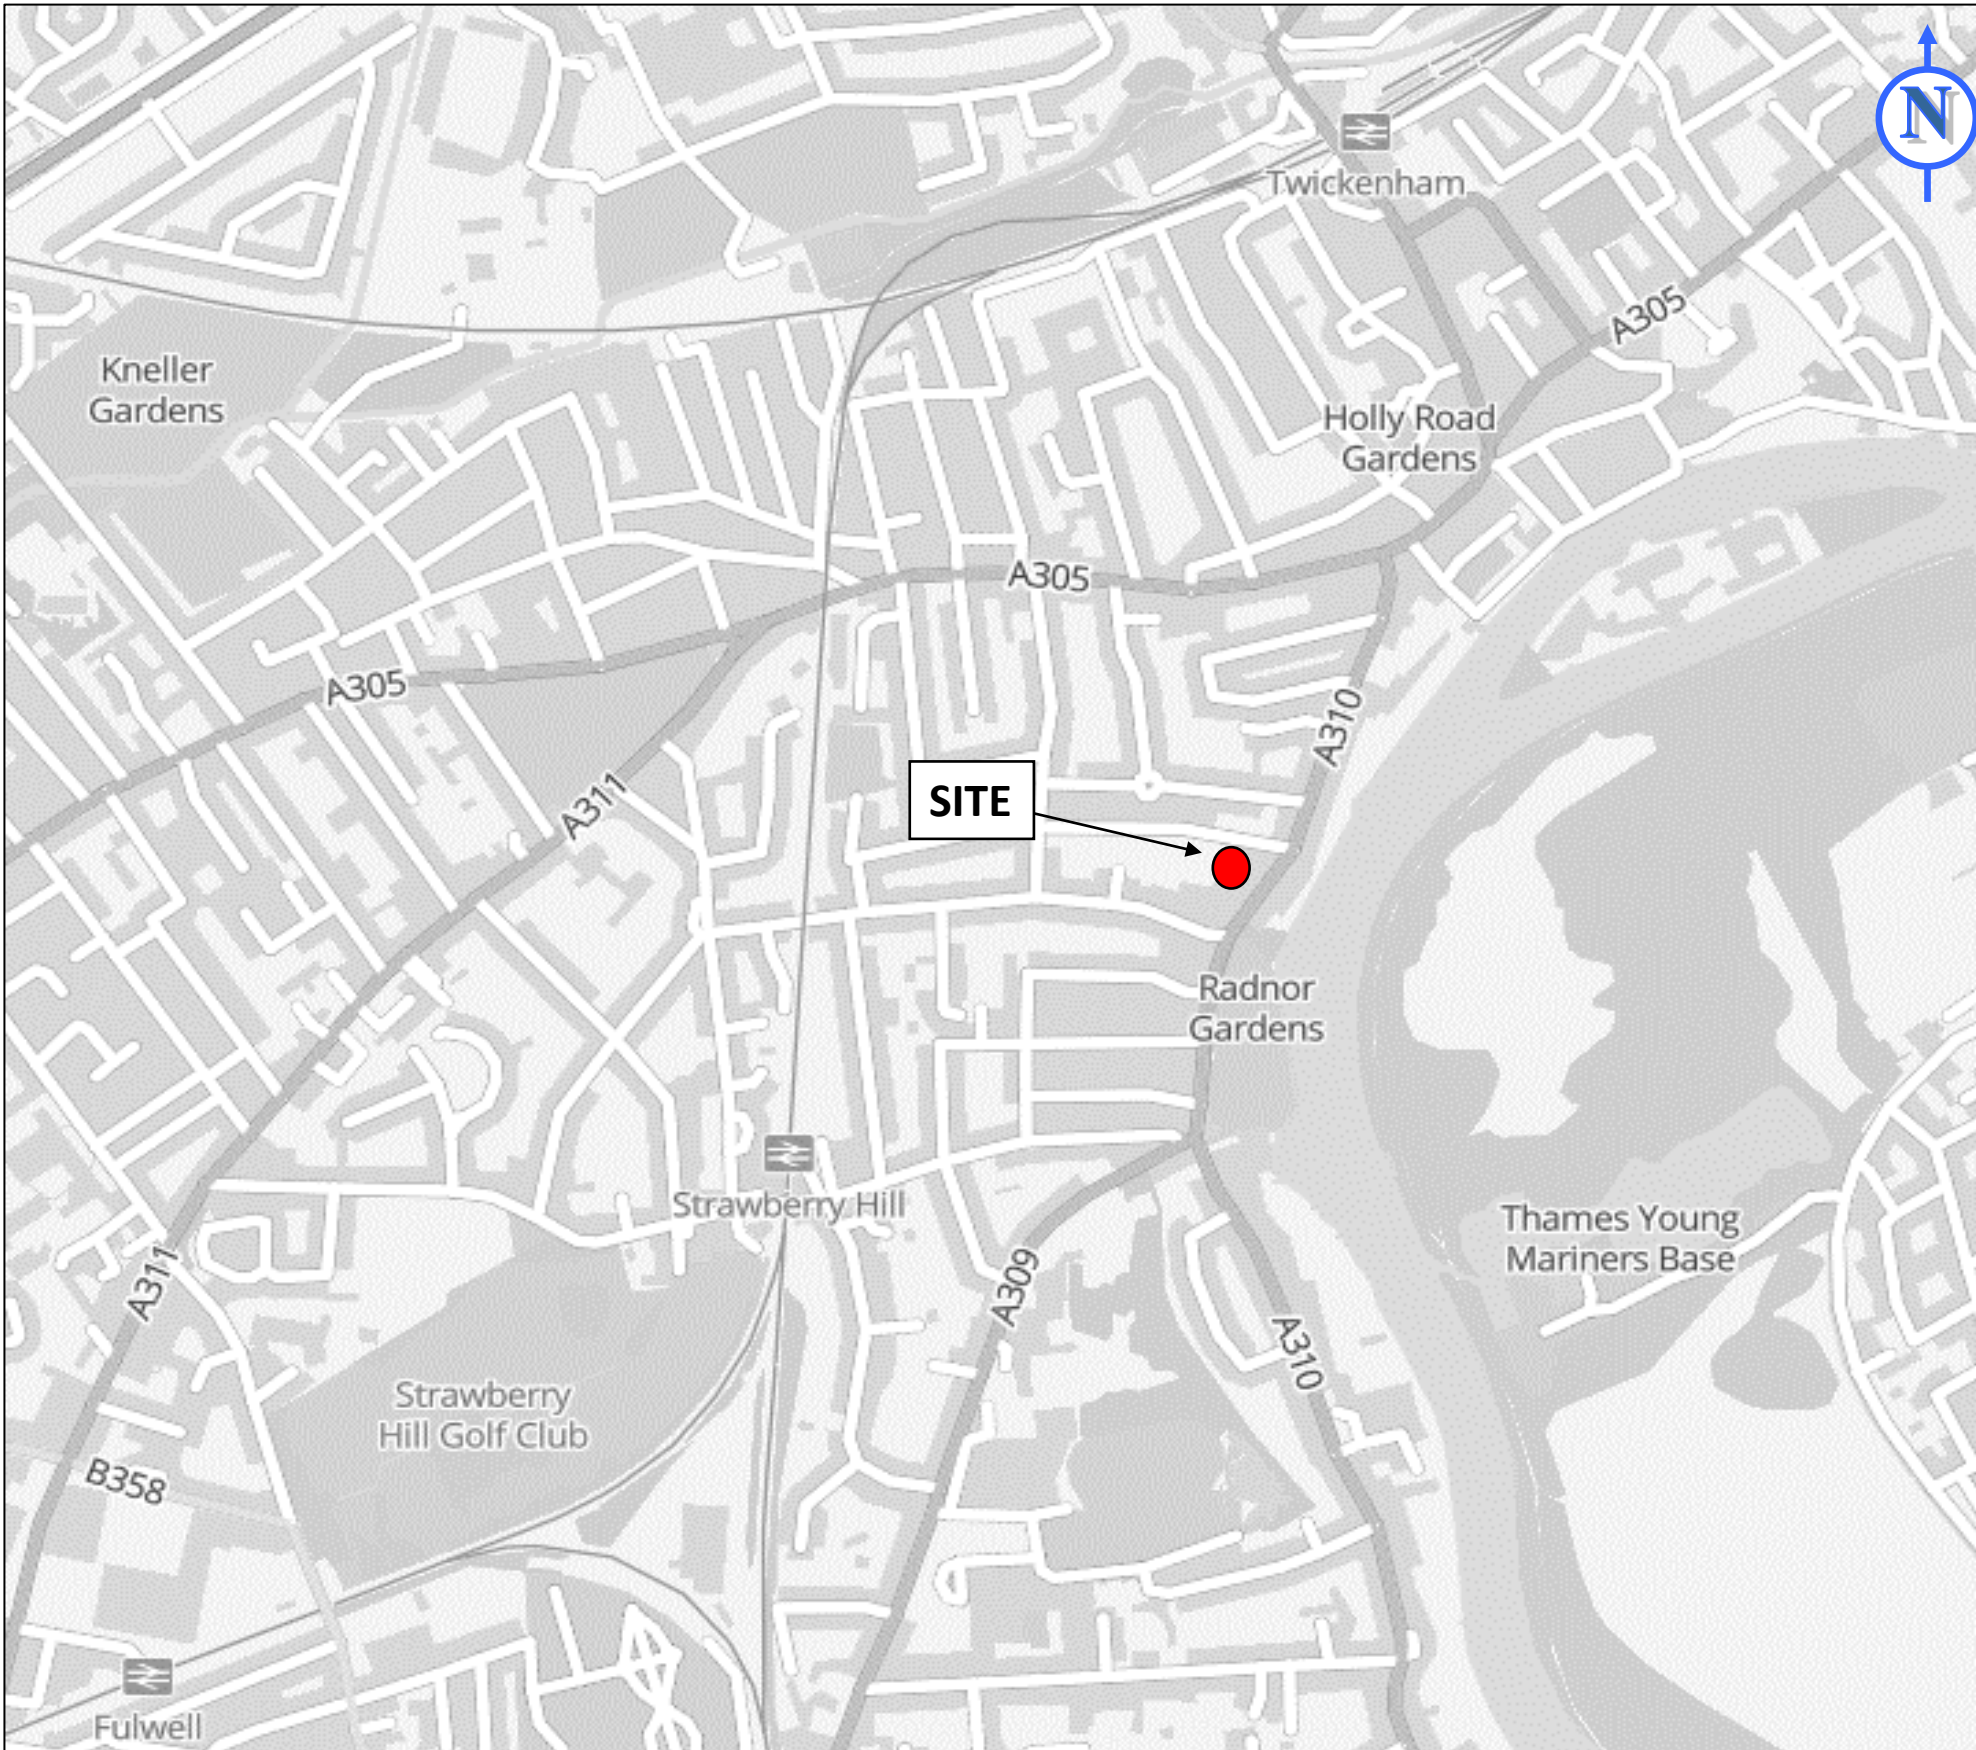 N
Twickenham
A305
Kneller
Gardens
Holly Road
Gardens
A305
A305
A310
SITE
A311
Radnor
Gardens
Strawberry Hill
Thames Young
Mariners Base
A311
A309
A310
Strawberry
Hill Golf Club
B358
Fulwell